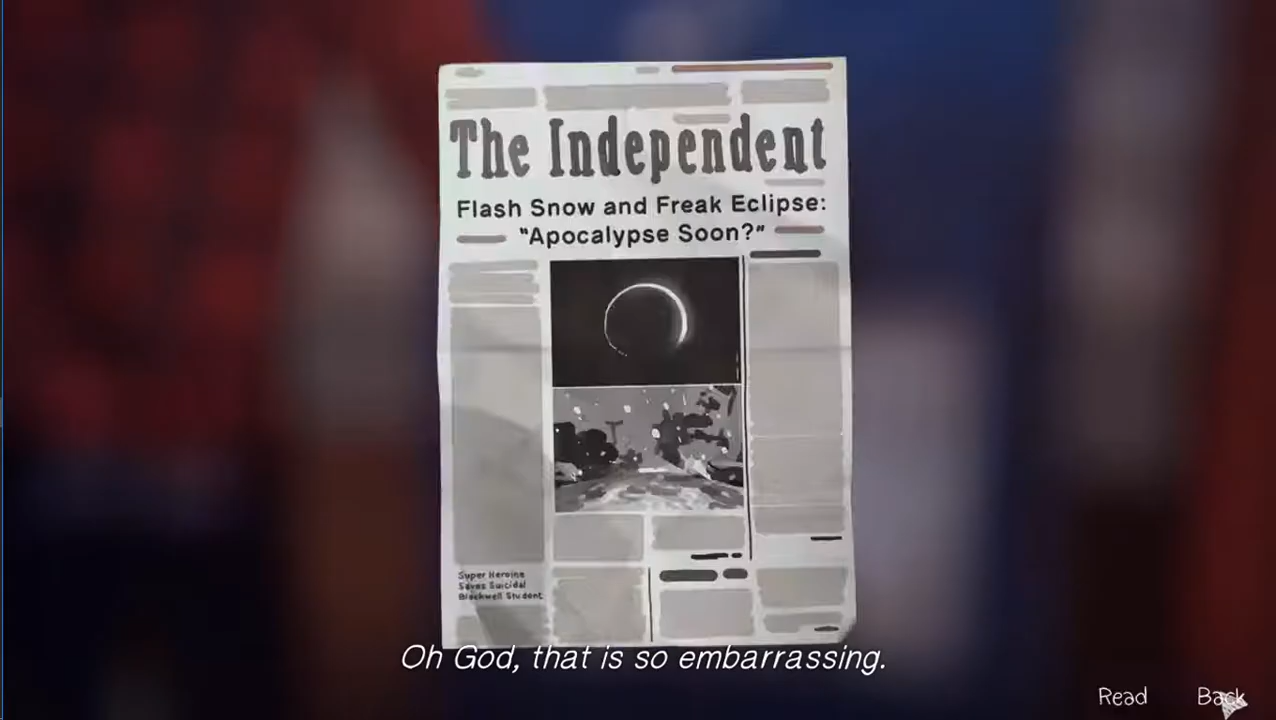 The Independent
Flash Snow and Freak Eclipse:
"Apocalypse Soon?"
Super Heroine
Saves Suicidal
Blackwell Student
Oh God, that is so embarrassing.
Read Back